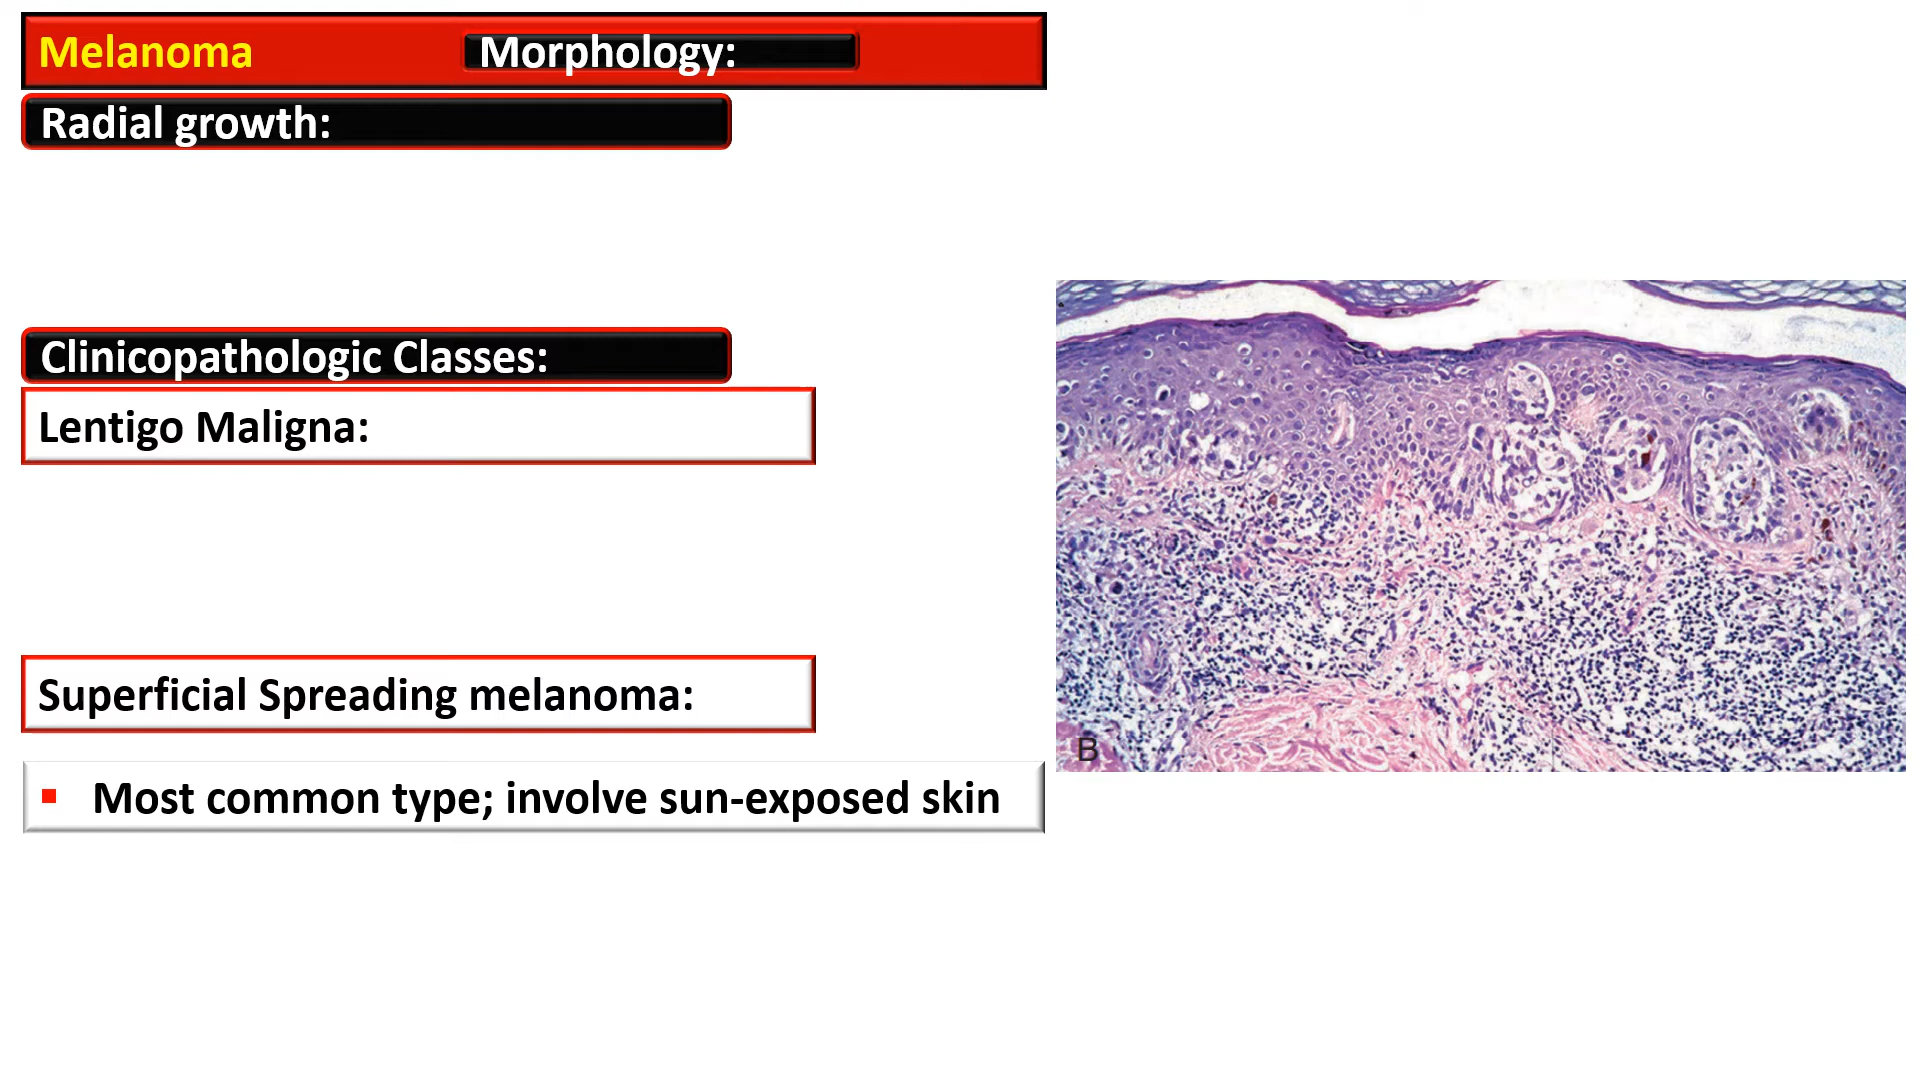 Melanoma
Morphology:
Radial growth:
Clinicopathologic Classes:
Lentigo Maligna:
Superficial Spreading melanoma:
▪ Most common type; involve sun-exposed skin
B